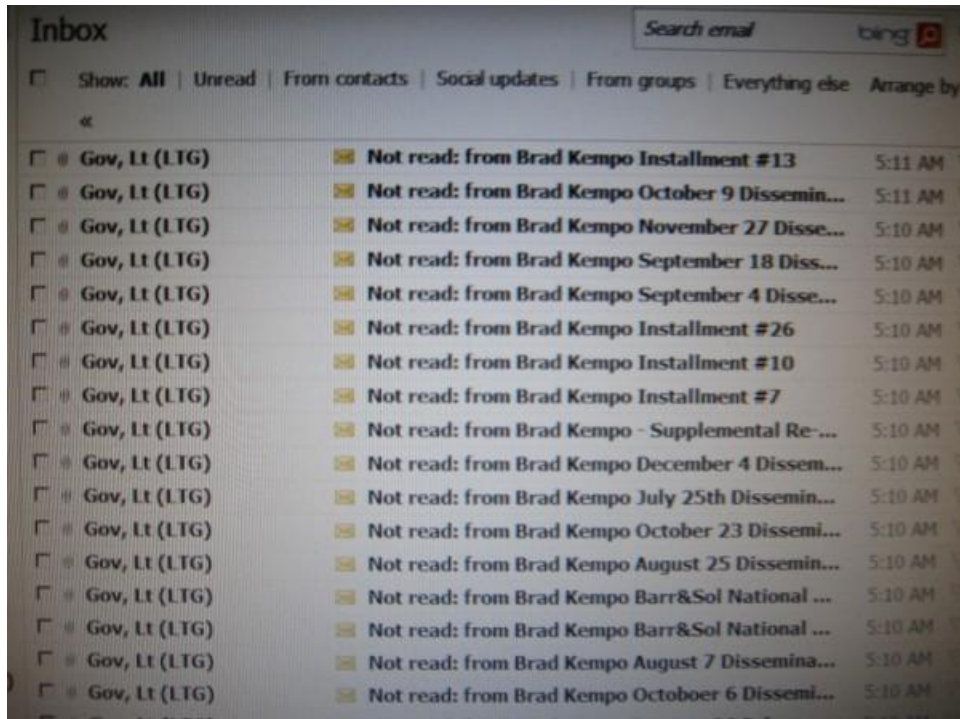 Inbox Search email bing
Show: All | Unread | From contacts | Social updates | From groups | Everything else Arrange by
«
Gov, Lt (LTG) Not read: from Brad Kempo Installment #13 5:11 AM
Gov, Lt (LTG) Not read: from Brad Kempo October 9 Dissemin... 5:11 AM
Gov, Lt (LTG) Not read: from Brad Kempo November 27 Disse... 5:10 AM
Gov, Lt (LTG) Not read: from Brad Kempo September 18 Diss... 5:10 AM
Gov, Lt (LTG) Not read: from Brad Kempo September 4 Disse... 5:10 AM
Gov, Lt (LTG) Not read: from Brad Kempo Installment #26 5:10 AM
Gov, Lt (LTG) Not read: from Brad Kempo Installment #10 5:10 AM
Gov, Lt (LTG) Not read: from Brad Kempo Installment #7 5:10 AM
Gov, Lt (LTG) Not read: from Brad Kempo - Supplemental Re-... 5:10 AM
Gov, Lt (LTG) Not read: from Brad Kempo December 4 Dissem... 5:10 AM
Gov, Lt (LTG) Not read: from Brad Kempo July 25th Dissemin... 5:10 AM
Gov, Lt (LTG) Not read: from Brad Kempo October 23 Dissemi... 5:10 AM
Gov, Lt (LTG) Not read: from Brad Kempo August 25 Dissemin... 5:10 AM
Gov, Lt (LTG) Not read: from Brad Kempo Barr&Sol National ... 5:10 AM
Gov, Lt (LTG) Not read: from Brad Kempo Barr&Sol National ... 5:10 AM
Gov, Lt (LTG) Not read: from Brad Kempo August 7 Dissemina... 5:10 AM
Gov, Lt (LTG) Not read: from Brad Kempo Octoboer 6 Dissemi... 5:10 AM